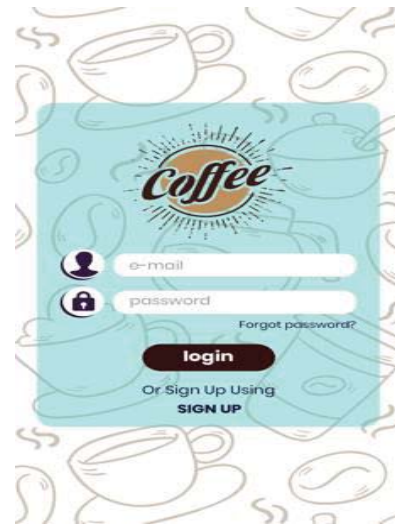 Coffee
e-mail
password
Forgot password?
login
Or Sign Up Using
SIGN UP